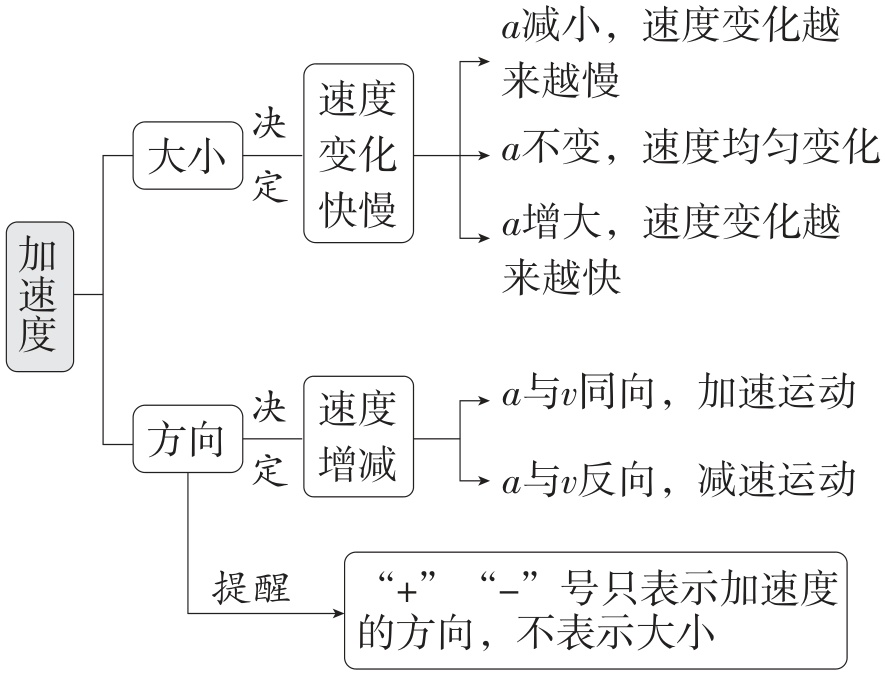 加速度
大小
决定
速度
变化
快慢
a减小，速度变化越
来越慢
a不变，速度均匀变化
a增大，速度变化越
来越快
方向
决定
速度
增减
a与v同向，加速运动
a与v反向，减速运动
提醒
“+”“-”号只表示加速度
的方向，不表示大小